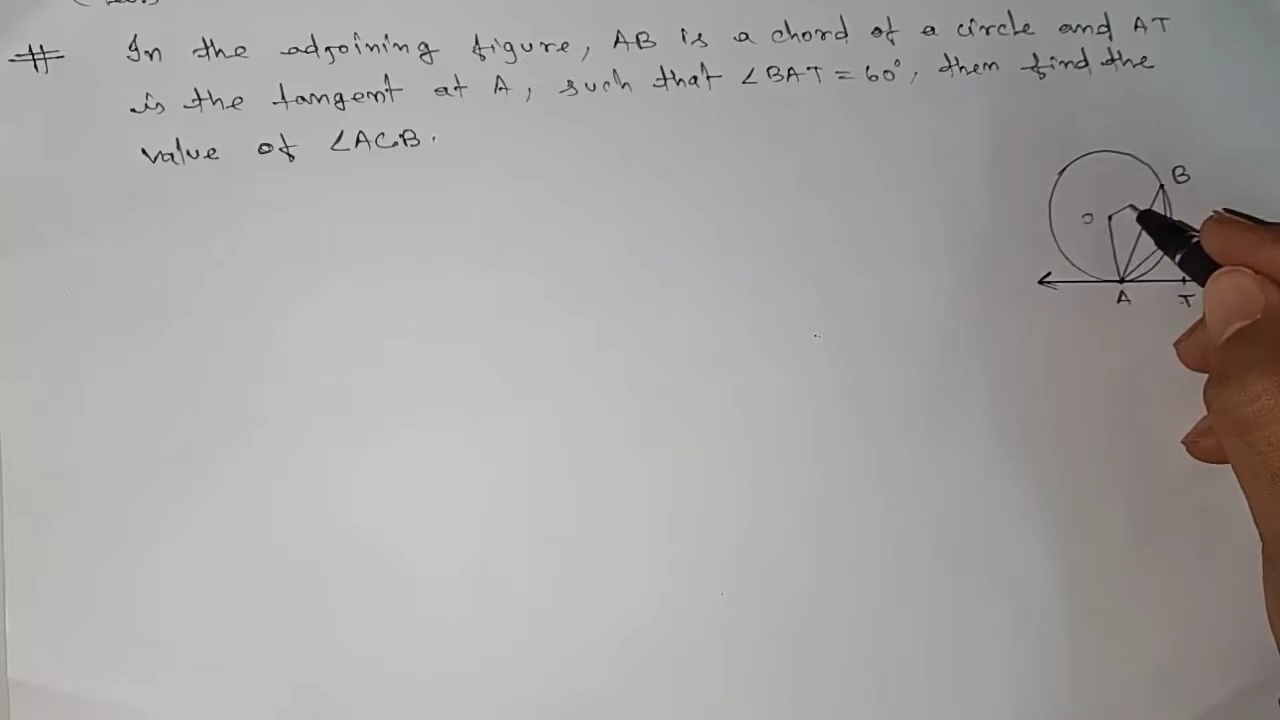 # In the adjoining figure, AB is a chord of a circle and AT
is the tangent at A, such that ∠BAT = 60°, then find the
value of ∠ACB.
B
O
A T